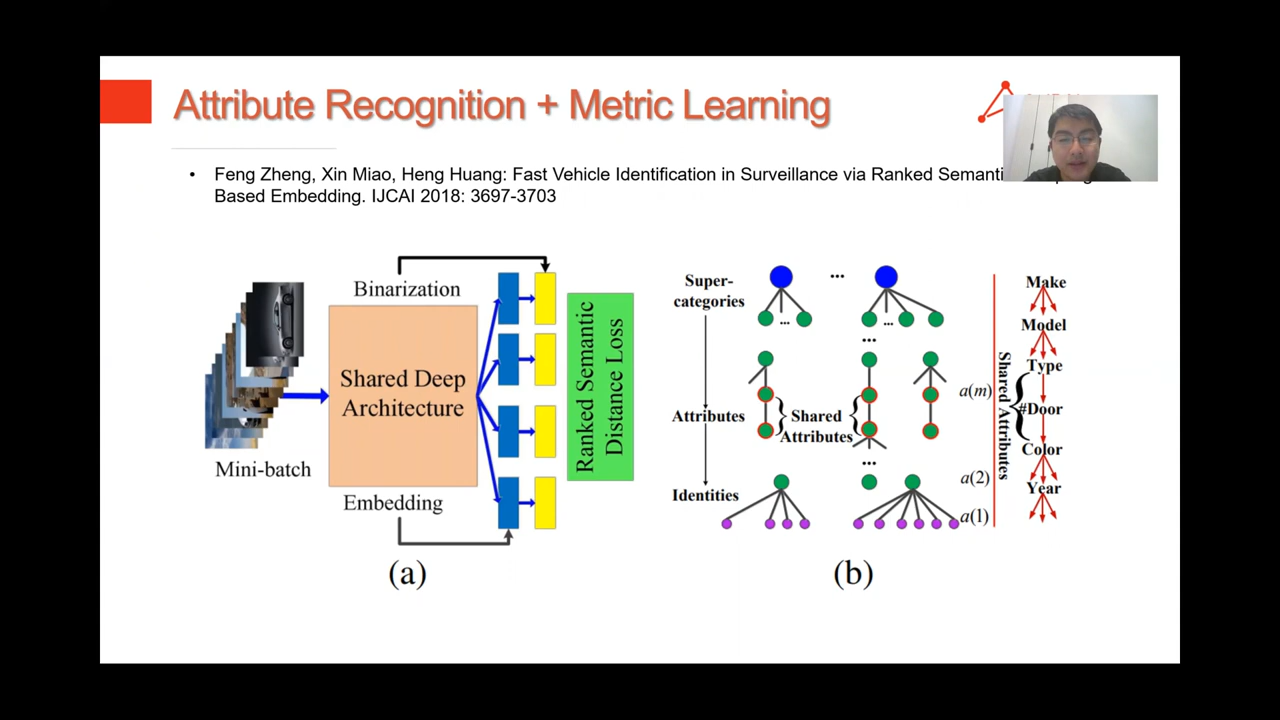 Attribute Recognition + Metric Learning
• Feng Zheng, Xin Miao, Heng Huang: Fast Vehicle Identification in Surveillance via Ranked
Based Embedding. IJCAI 2018: 3697-3703
Binarization
Shared Deep
Architecture
Mini-batch
Embedding
Ranked Semantic
Distance Loss
(a)
Super-
categories
...
...
...
...
Attributes
Shared
Attributes
...
Identities
a(m)
a(2)
a(1)
Shared Attributes
Make
Model
Type
#Door
Color
Year
(b)